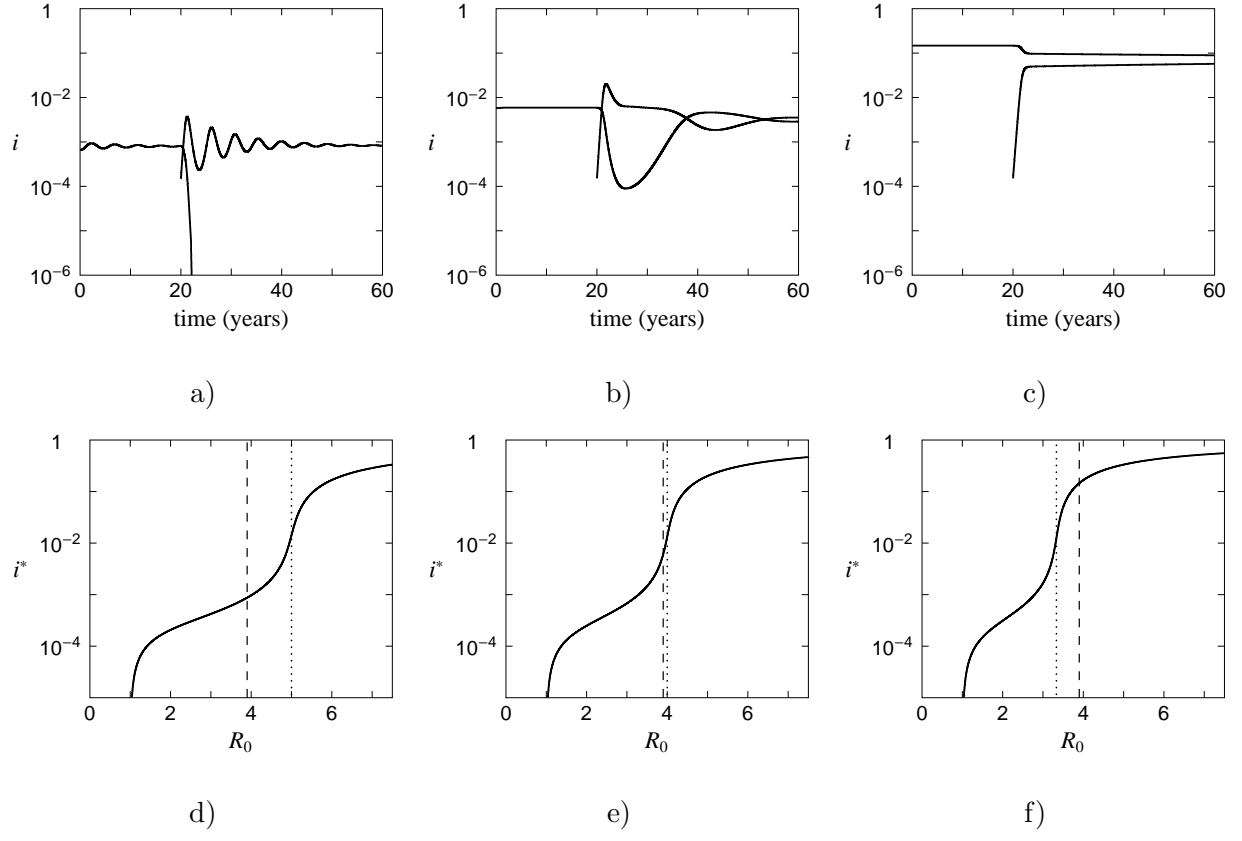 1 1 1
10−2 10−2 10−2
i i i
10−4 10−4 10−4
10−6 10−6 10−6
0 20 40 60 0 20 40 60 0 20 40 60
time (years) time (years) time (years)
a) b) c)
1 1 1
10−2 10−2 10−2
i* i* i*
10−4 10−4 10−4
0 2 4 6 0 2 4 6 0 2 4 6
R0 R0 R0
d) e) f)